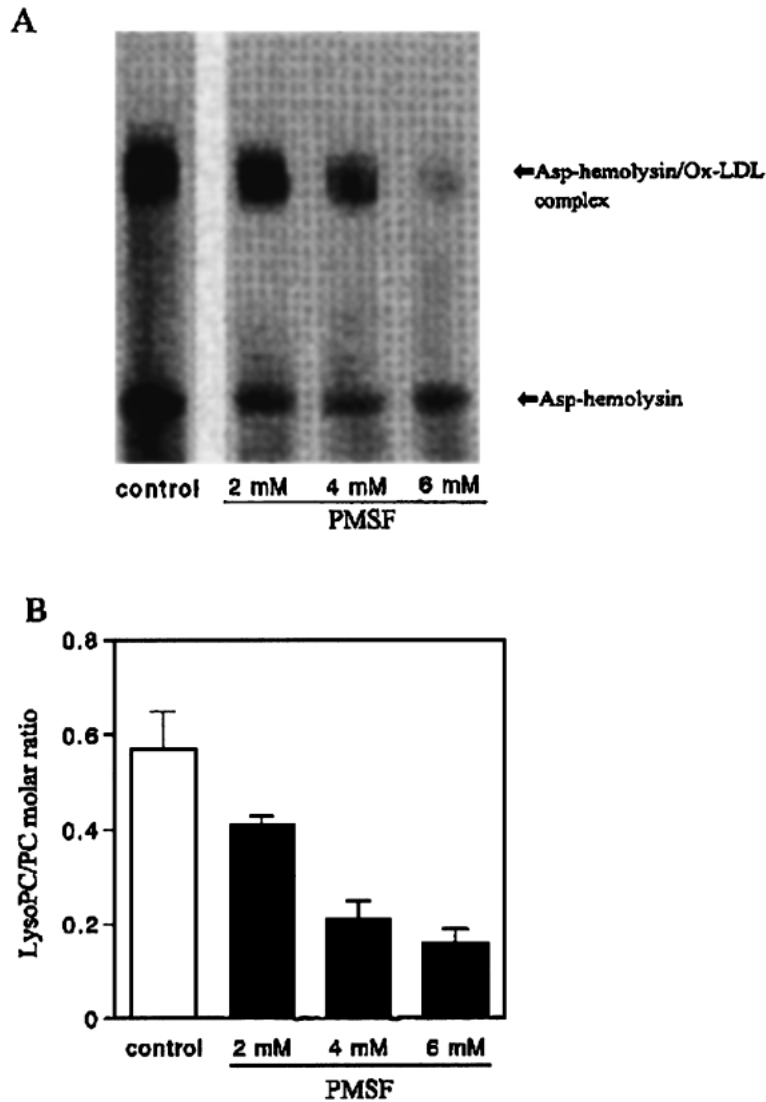 A
Asp-hemolysin/Ox-LDL
complex
Asp-hemolysin
control 2 mM 4 mM 6 mM
PMSF
B
LysoPC/PC molar ratio
0.8
0.6
0.4
0.2
0
control 2 mM 4 mM 6 mM
PMSF